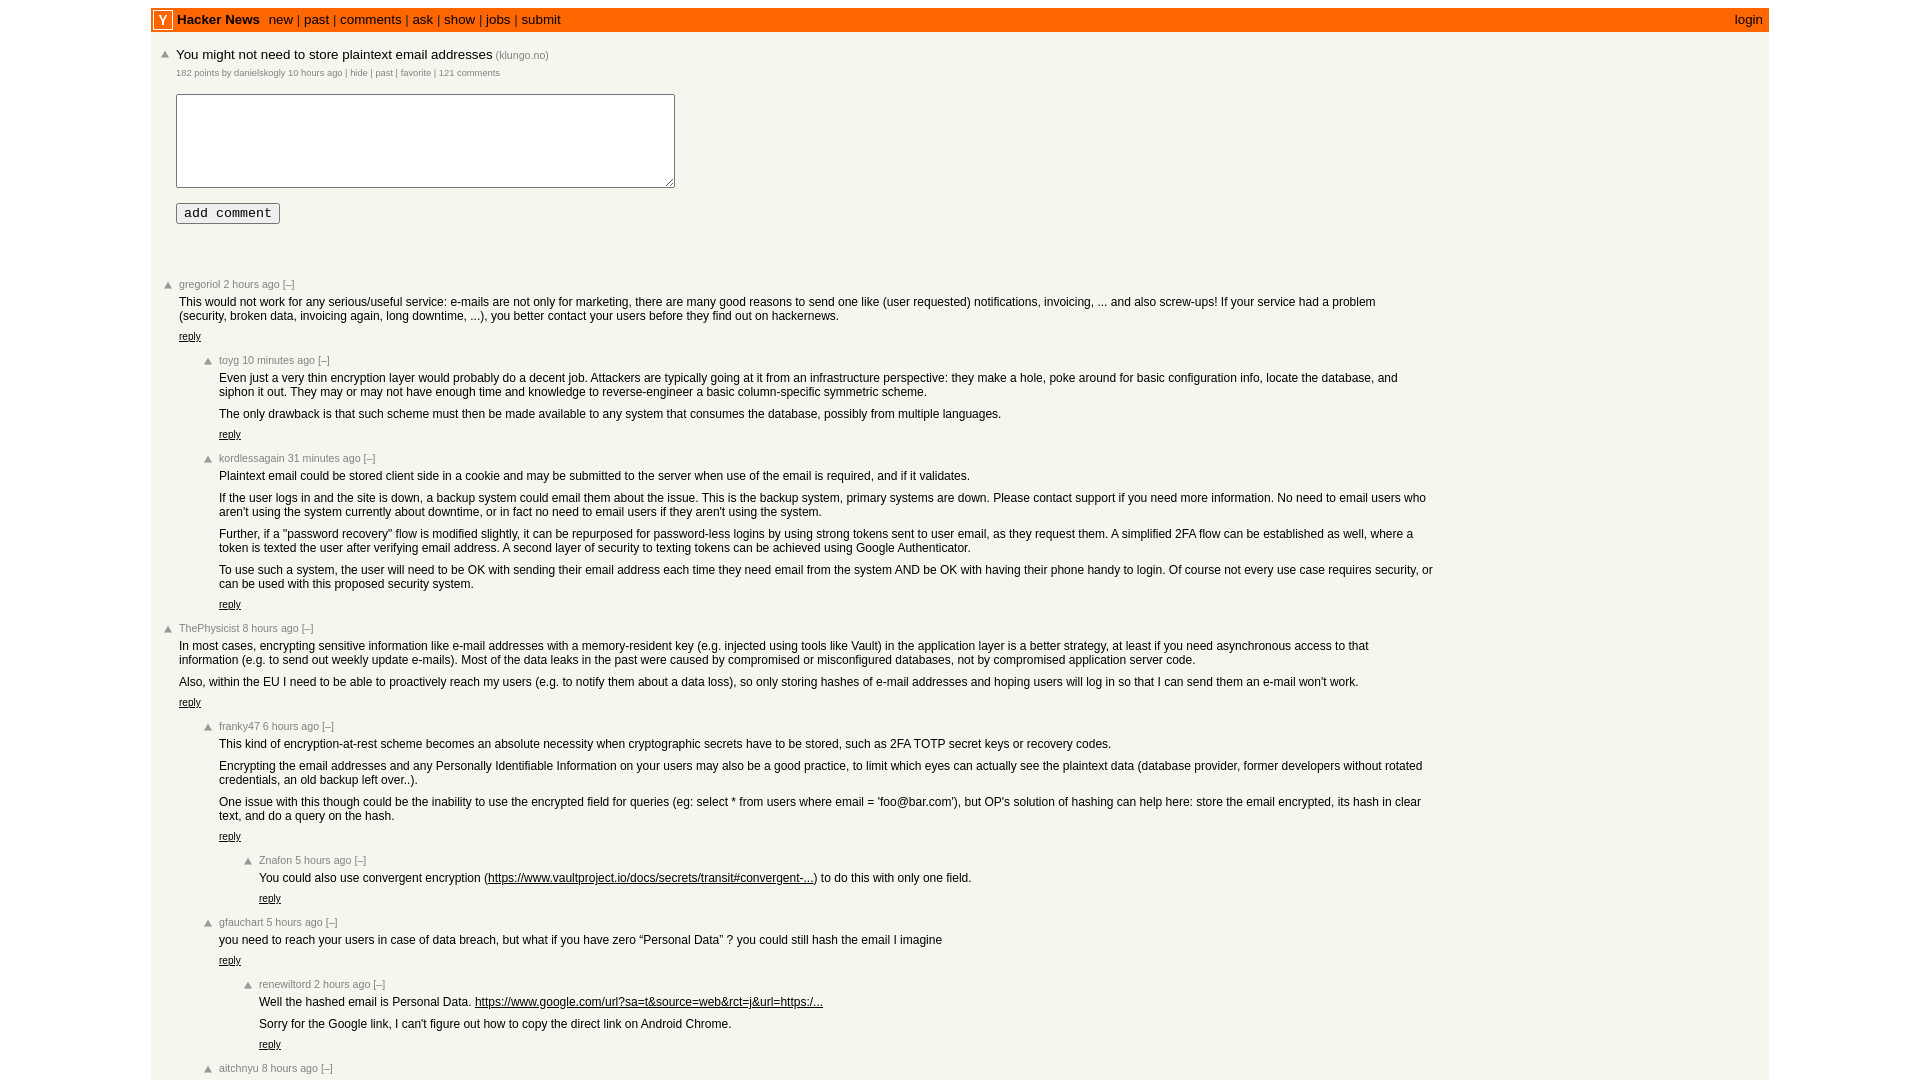 Y Hacker News new | past | comments | ask | show | jobs | submit login
You might not need to store plaintext email addresses (klungo.no)
182 points by danielskogly 10 hours ago | hide | past | favorite | 121 comments
add comment
gregoriol 2 hours ago [–]
This would not work for any serious/useful service: e-mails are not only for marketing, there are many good reasons to send one like (user requested) notifications, invoicing, ... and also screw-ups! If your service had a problem
(security, broken data, invoicing again, long downtime, ...), you better contact your users before they find out on hackernews.
reply
toyg 10 minutes ago [–]
Even just a very thin encryption layer would probably do a decent job. Attackers are typically going at it from an infrastructure perspective: they make a hole, poke around for basic configuration info, locate the database, and
siphon it out. They may or may not have enough time and knowledge to reverse-engineer a basic column-specific symmetric scheme.
The only drawback is that such scheme must then be made available to any system that consumes the database, possibly from multiple languages.
reply
kordlessagain 31 minutes ago [–]
Plaintext email could be stored client side in a cookie and may be submitted to the server when use of the email is required, and if it validates.
If the user logs in and the site is down, a backup system could email them about the issue. This is the backup system, primary systems are down. Please contact support if you need more information. No need to email users who
aren't using the system currently about downtime, or in fact no need to email users if they aren't using the system.
Further, if a "password recovery" flow is modified slightly, it can be repurposed for password-less logins by using strong tokens sent to user email, as they request them. A simplified 2FA flow can be established as well, where a
token is texted the user after verifying email address. A second layer of security to texting tokens can be achieved using Google Authenticator.
To use such a system, the user will need to be OK with sending their email address each time they need email from the system AND be OK with having their phone handy to login. Of course not every use case requires security, or
can be used with this proposed security system.
reply
ThePhysicist 8 hours ago [–]
In most cases, encrypting sensitive information like e-mail addresses with a memory-resident key (e.g. injected using tools like Vault) in the application layer is a better strategy, at least if you need asynchronous access to that
information (e.g. to send out weekly update e-mails). Most of the data leaks in the past were caused by compromised or misconfigured databases, not by compromised application server code.
Also, within the EU I need to be able to proactively reach my users (e.g. to notify them about a data loss), so only storing hashes of e-mail addresses and hoping users will log in so that I can send them an e-mail won't work.
reply
franky47 6 hours ago [–]
This kind of encryption-at-rest scheme becomes an absolute necessity when cryptographic secrets have to be stored, such as 2FA TOTP secret keys or recovery codes.
Encrypting the email addresses and any Personally Identifiable Information on your users may also be a good practice, to limit which eyes can actually see the plaintext data (database provider, former developers without rotated
credentials, an old backup left over..).
One issue with this though could be the inability to use the encrypted field for queries (eg: select * from users where email = 'foo@bar.com'), but OP's solution of hashing can help here: store the email encrypted, its hash in clear
text, and do a query on the hash.
reply
Znafon 5 hours ago [–]
You could also use convergent encryption (https://www.vaultproject.io/docs/secrets/transit#convergent-...) to do this with only one field.
reply
gfauchart 5 hours ago [–]
you need to reach your users in case of data breach, but what if you have zero “Personal Data” ? you could still hash the email I imagine
reply
renewiltord 2 hours ago [–]
Well the hashed email is Personal Data. https://www.google.com/url?sa=t&source=web&rct=j&url=https:/...
Sorry for the Google link, I can't figure out how to copy the direct link on Android Chrome.
reply
aitchnyu 8 hours ago [–]